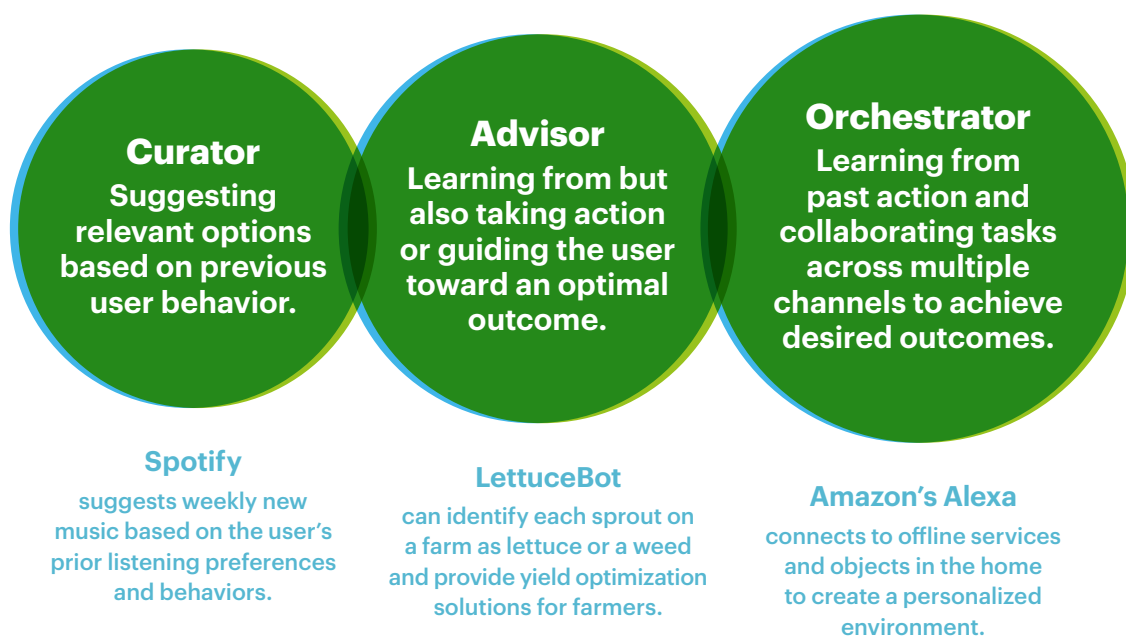 Curator
Suggesting
relevant options
based on previous
user behavior.
Advisor
Learning from but
also taking action
or guiding the user
toward an optimal
outcome.
Orchestrator
Learning from
past action and
collaborating tasks
across multiple
channels to achieve
desired outcomes.
Spotify
suggests weekly new
music based on the user’s
prior listening preferences
and behaviors.
LettuceBot
can identify each sprout on
a farm as lettuce or a weed
and provide yield optimization
solutions for farmers.
Amazon’s Alexa
connects to offline services
and objects in the home
to create a personalized
environment.